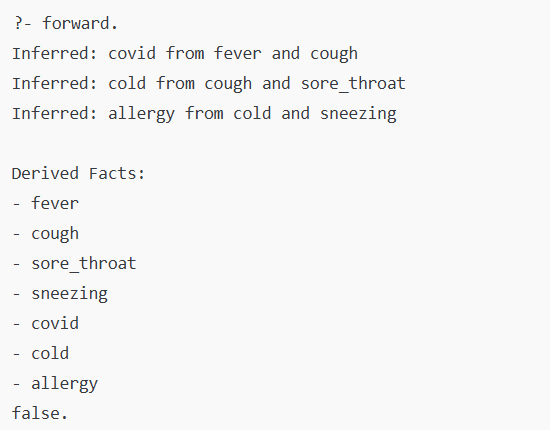 ?- forward.
Inferred: covid from fever and cough
Inferred: cold from cough and sore_throat
Inferred: allergy from cold and sneezing
Derived Facts:
- fever
- cough
- sore_throat
- sneezing
- covid
- cold
- allergy
false.